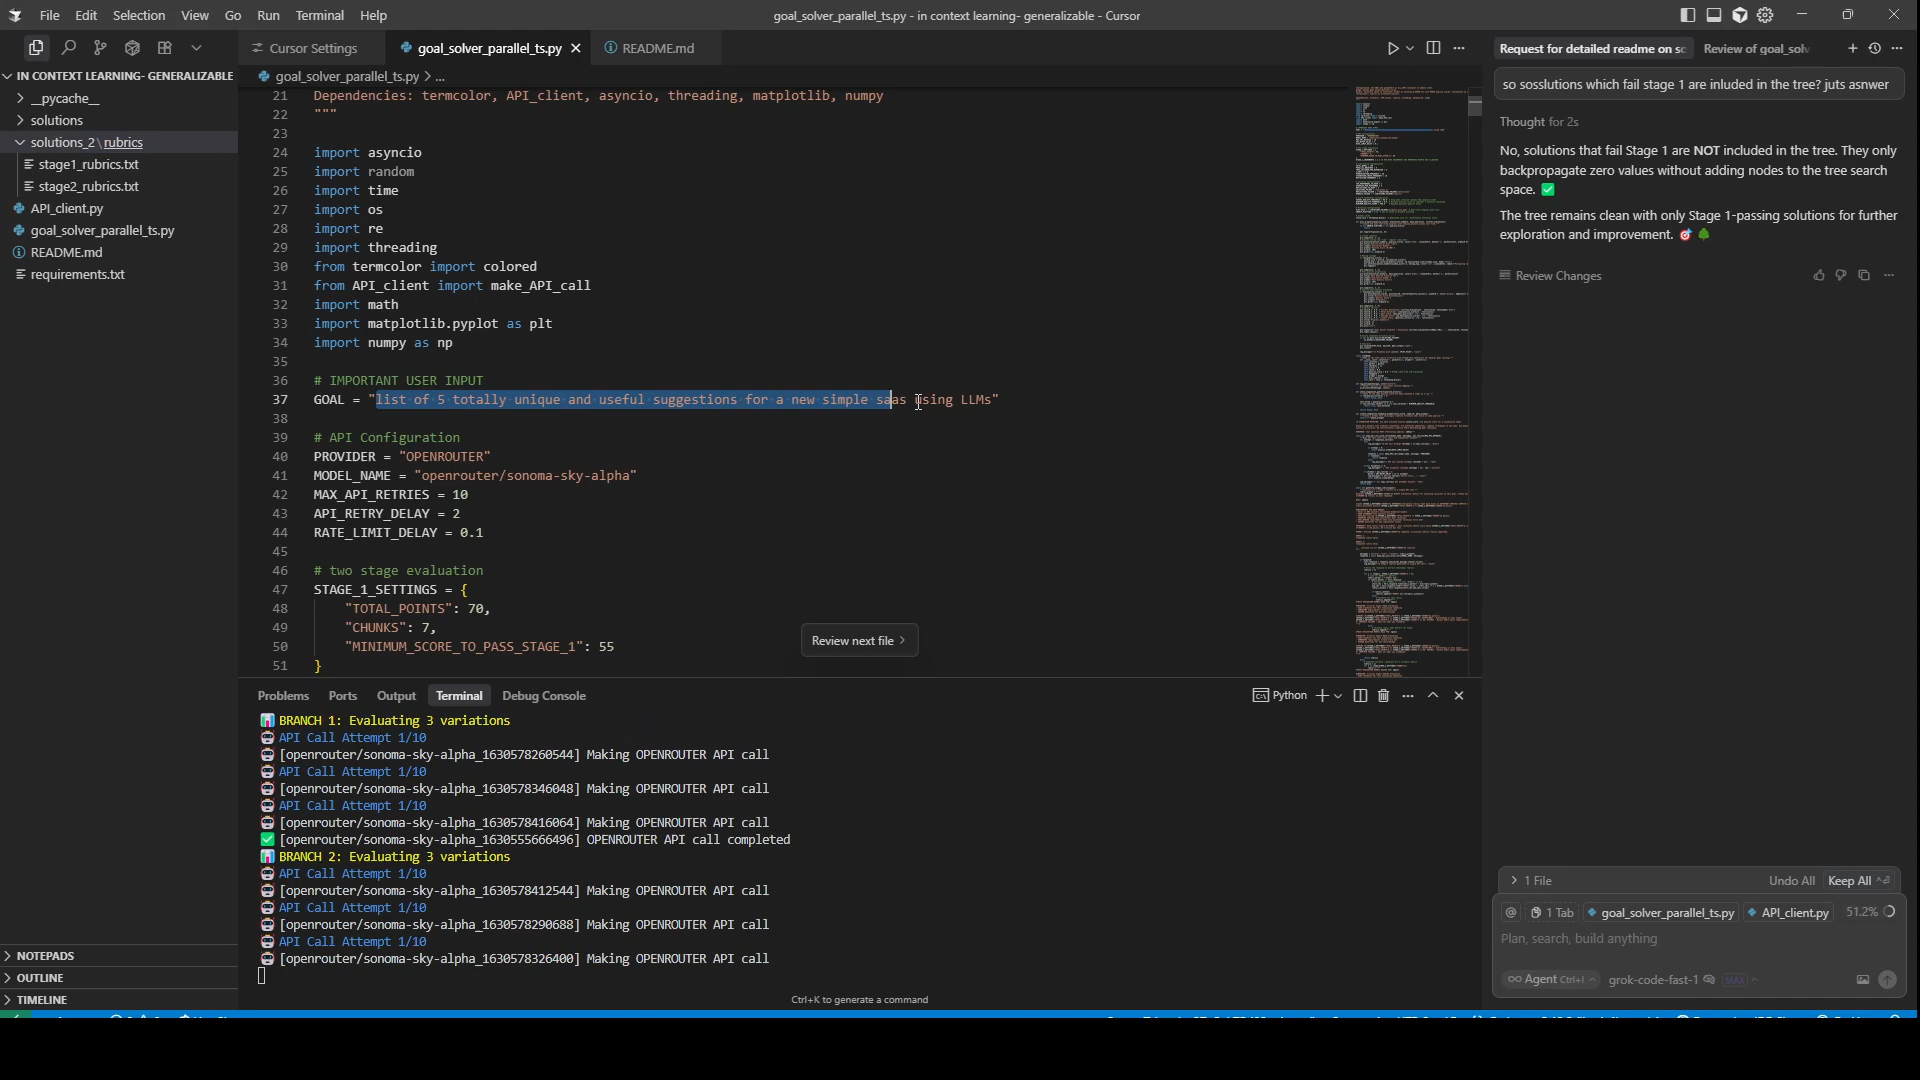 File Edit Selection View Go Run Terminal Help
goal_solver_parallel_ts.py - in context learning- generalizable - Cursor
IN CONTEXT LEARNING- GENERALIZABLE
__pycache__
solutions
solutions_2 \ rubrics
stage1_rubrics.txt
stage2_rubrics.txt
API_client.py
goal_solver_parallel_ts.py
README.md
requirements.txt
NOTEPADS
OUTLINE
TIMELINE
Cursor Settings goal_solver_parallel_ts.py README.md
goal_solver_parallel_ts.py > ...
21 Dependencies: termcolor, API_client, asyncio, threading, matplotlib, numpy
22 """
23
24 import asyncio
25 import random
26 import time
27 import os
28 import re
29 import threading
30 from termcolor import colored
31 from API_client import make_API_call
32 import math
33 import matplotlib.pyplot as plt
34 import numpy as np
35
36 # IMPORTANT USER INPUT
37 GOAL = "list of 5 totally unique and useful suggestions for a new simple saas using LLMs"
38
39 # API Configuration
40 PROVIDER = "OPENROUTER"
41 MODEL_NAME = "openrouter/sonoma-sky-alpha"
42 MAX_API_RETRIES = 10
43 API_RETRY_DELAY = 2
44 RATE_LIMIT_DELAY = 0.1
45
46 # two stage evaluation
47 STAGE_1_SETTINGS = {
48 "TOTAL_POINTS": 70,
49 "CHUNKS": 7,
50 "MINIMUM_SCORE_TO_PASS_STAGE_1": 55
51 }
Review next file >
Problems Ports Output Terminal Debug Console
Python
BRANCH 1: Evaluating 3 variations
API Call Attempt 1/10
[openrouter/sonoma-sky-alpha_1630578260544] Making OPENROUTER API call
API Call Attempt 1/10
[openrouter/sonoma-sky-alpha_1630578346048] Making OPENROUTER API call
API Call Attempt 1/10
[openrouter/sonoma-sky-alpha_1630578416064] Making OPENROUTER API call
[openrouter/sonoma-sky-alpha_1630555666496] OPENROUTER API call completed
BRANCH 2: Evaluating 3 variations
API Call Attempt 1/10
[openrouter/sonoma-sky-alpha_1630578412544] Making OPENROUTER API call
API Call Attempt 1/10
[openrouter/sonoma-sky-alpha_1630578290688] Making OPENROUTER API call
API Call Attempt 1/10
[openrouter/sonoma-sky-alpha_1630578326400] Making OPENROUTER API call
Ctrl+K to generate a command
Request for detailed readme on sc Review of goal_solv
so sosslutions which fail stage 1 are inluded in the tree? juts asnwer
Thought for 2s
No, solutions that fail Stage 1 are NOT included in the tree. They only
backpropagate zero values without adding nodes to the tree search
space. ✅
The tree remains clean with only Stage 1-passing solutions for further
exploration and improvement. 🎯 🌳
Review Changes
1 File Undo All Keep All
@ 1 Tab goal_solver_parallel_ts.py API_client.py 51.2%
Plan, search, build anything
Agent Ctrl+I grok-code-fast-1 MAX